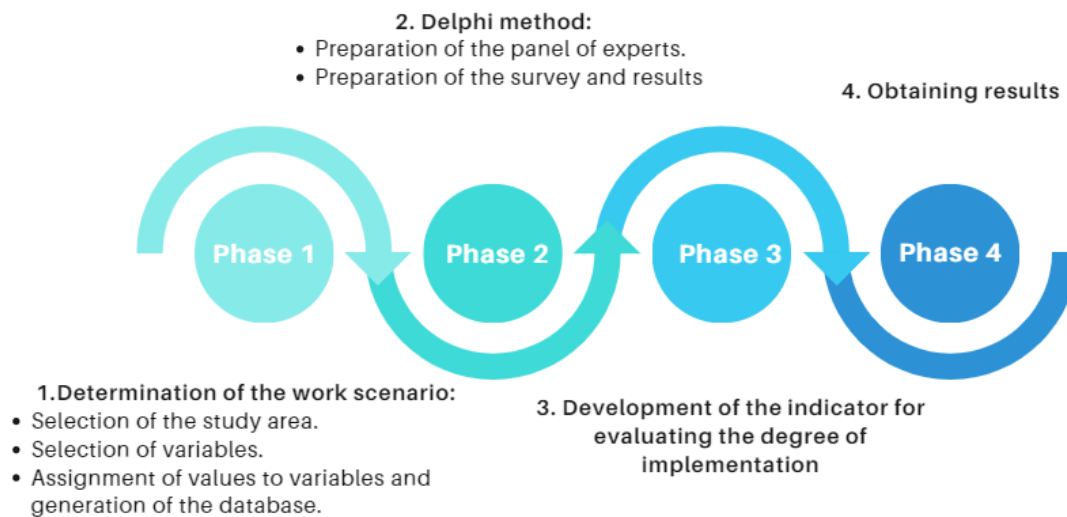 2. Delphi method:
• Preparation of the panel of experts.
• Preparation of the survey and results
4. Obtaining results
Phase 1
Phase 2
Phase 3
Phase 4
1.Determination of the work scenario:
• Selection of the study area.
• Selection of variables.
• Assignment of values to variables and
generation of the database.
3. Development of the indicator for
evaluating the degree of
implementation